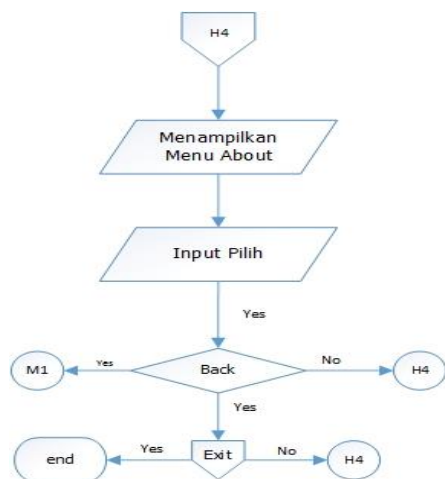 H4
Menampilkan
Menu About
Input Pilih
Yes
M1
Yes
Back
No
H4
Yes
end
Yes
Exit
No
H4